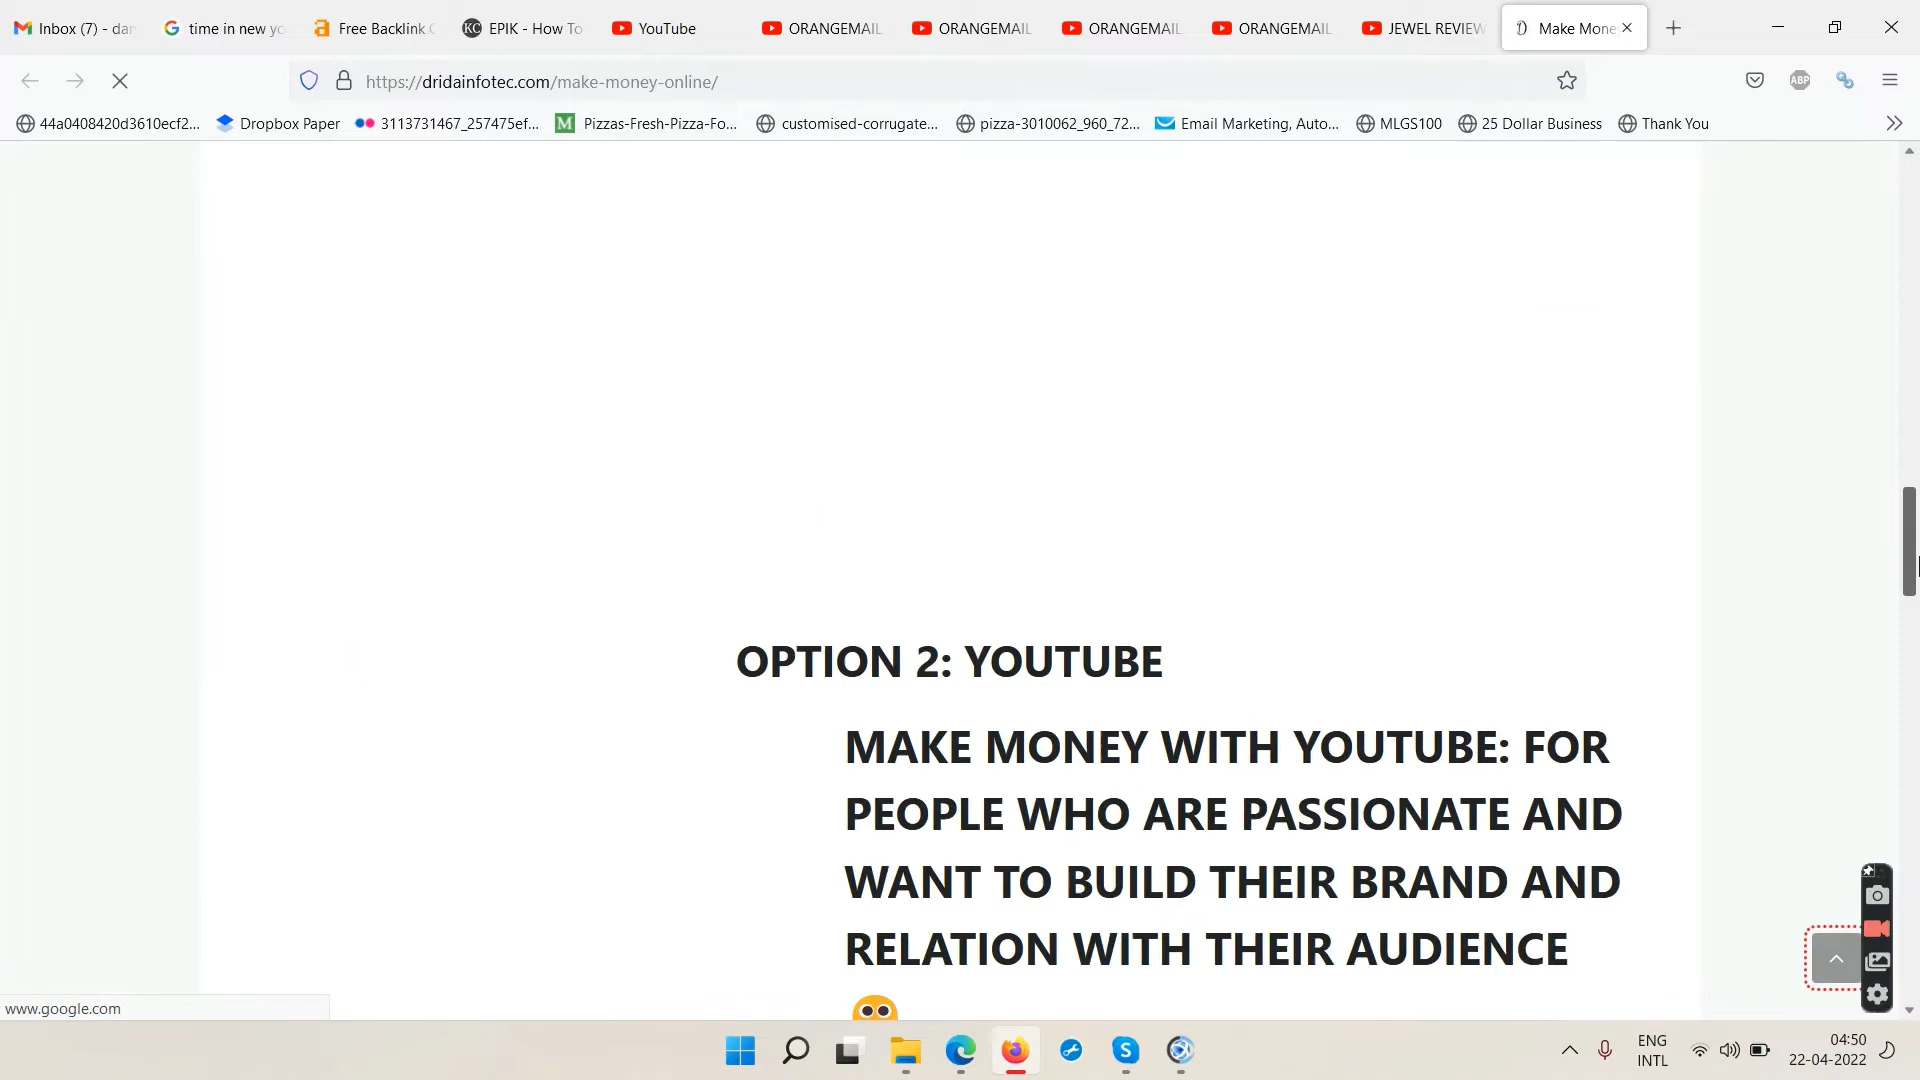 Inbox (7) - dar
time in new yo
Free Backlink C
EPIK - How To
YouTube
ORANGEMAIL
ORANGEMAIL
ORANGEMAIL
ORANGEMAIL
JEWEL REVIEW
Make Mone
https://dridainfotec.com/make-money-online/
ABP
44a0408420d3610ecf2...
Dropbox Paper
3113731467_257475ef...
M
Pizzas-Fresh-Pizza-Fo...
customised-corrugate...
pizza-3010062_960_72...
Email Marketing, Auto...
MLGS100
25 Dollar Business
Thank You
OPTION 2: YOUTUBE
MAKE MONEY WITH YOUTUBE: FOR
PEOPLE WHO ARE PASSIONATE AND
WANT TO BUILD THEIR BRAND AND
RELATION WITH THEIR AUDIENCE
www.google.com
ENG
INTL
04:50
22-04-2022